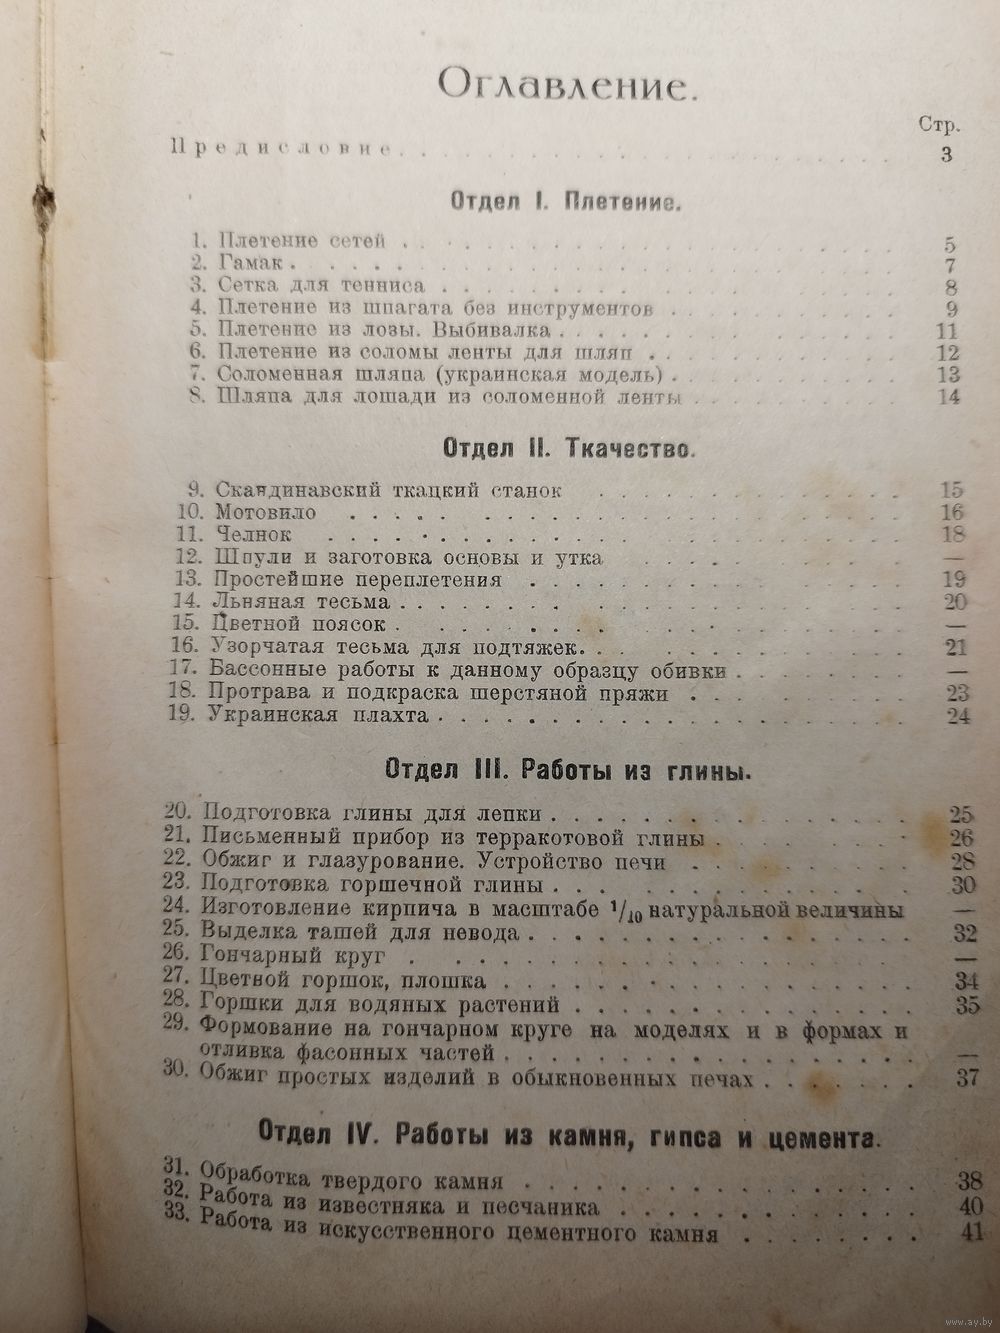 Оглавление.
Стр.
Предисловие. 3
Отдел I. Плетение.
1. Плетение сетей 5
2. Гамак 7
3. Сетка для тенниса 8
4. Плетение из шпагата без инструментов 9
5. Плетение из лозы. Выбивалка 11
6. Плетение из соломы ленты для шляп 12
7. Соломенная шляпа (украинская модель) 13
8. Шляпа для лошади из соломенной ленты 14
Отдел II. Ткачество.
9. Скандинавский ткацкий станок 15
10. Мотовило 16
11. Челнок 18
12. Шпули и заготовка основы и утка —
13. Простейшие переплетения 19
14. Льняная тесьма 20
15. Цветной поясок —
16. Узорчатая тесьма для подтяжек. 21
17. Бассонные работы к данному образцу обивки —
18. Протрава и подкраска шерстяной пряжи 23
19. Украинская плахта 24
Отдел III. Работы из глины.
20. Подготовка глины для лепки 25
21. Письменный прибор из терракотовой глины 26
22. Обжиг и глазурование. Устройство печи 28
23. Подготовка горшечной глины 30
24. Изготовление кирпича в масштабе 1/10 натуральной величины —
25. Выделка ташей для невода 32
26. Гончарный круг —
27. Цветной горшок, плошка 34
28. Горшки для водяных растений 35
29. Формование на гончарном круге на моделях и в формах и
отливка фасонных частей —
30. Обжиг простых изделий в обыкновенных печах 37
Отдел IV. Работы из камня, гипса и цемента.
31. Обработка твердого камня 38
32. Работа из известняка и песчаника 40
33. Работа из искусственного цементного камня 41
www.ay.by